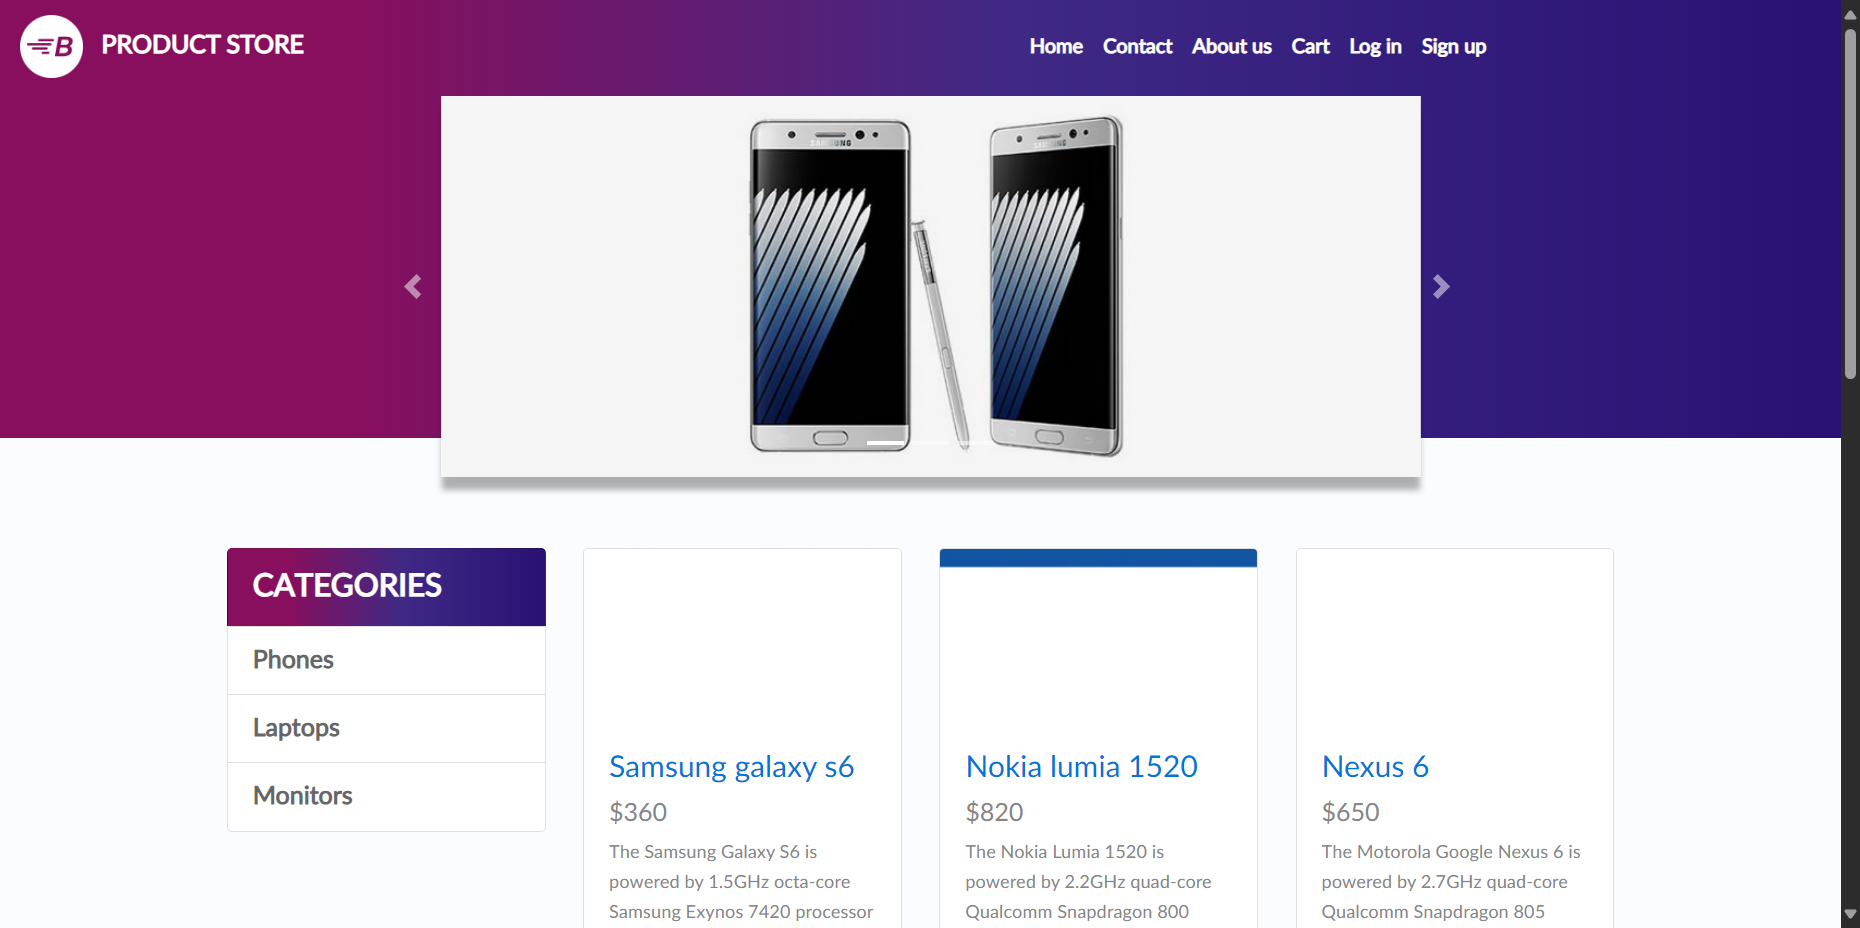 B PRODUCT STORE
Home Contact About us Cart Log in Sign up
SAMSUNG SAMSUNG
CATEGORIES
Phones
Laptops
Monitors
Samsung galaxy s6
$360
The Samsung Galaxy S6 is
powered by 1.5GHz octa-core
Samsung Exynos 7420 processor
Nokia lumia 1520
$820
The Nokia Lumia 1520 is
powered by 2.2GHz quad-core
Qualcomm Snapdragon 800
Nexus 6
$650
The Motorola Google Nexus 6 is
powered by 2.7GHz quad-core
Qualcomm Snapdragon 805